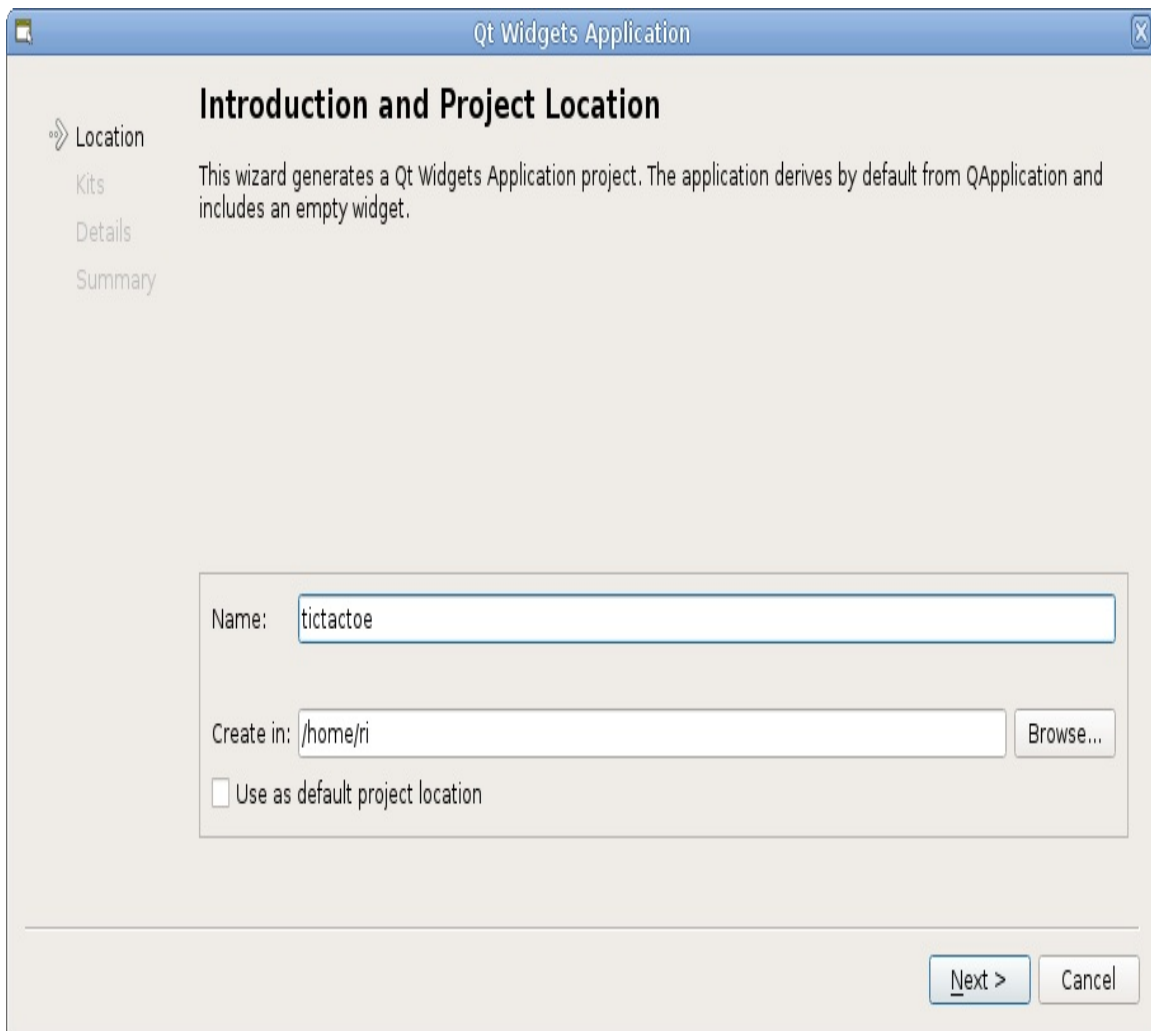 Qt Widgets Application
Location
Kits
Details
Summary
Introduction and Project Location
This wizard generates a Qt Widgets Application project. The application derives by default from QApplication and
includes an empty widget.
Name: tictactoe
Create in: /home/ri Browse...
Use as default project location
Next > Cancel